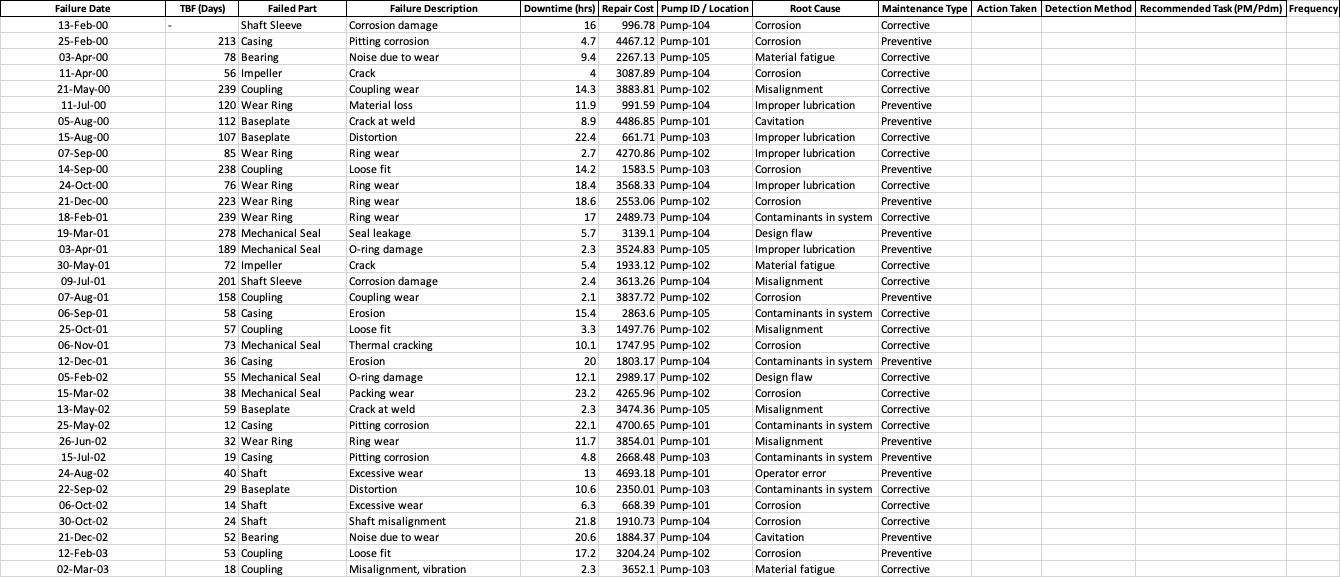 Failure Date TBF (Days) Failed Part Failure Description Downtime (hrs) Repair Cost Pump ID / Location Root Cause Maintenance Type Action Taken Detection Method Recommended Task (PM/Pdm) Frequency
13-Feb-00 - Shaft Sleeve Corrosion damage 16 996.78 Pump-104 Corrosion Corrective
25-Feb-00 213 Casing Pitting corrosion 4.7 4467.12 Pump-101 Corrosion Preventive
03-Apr-00 78 Bearing Noise due to wear 9.4 2267.13 Pump-105 Material fatigue Corrective
11-Apr-00 56 Impeller Crack 4 3087.89 Pump-104 Corrosion Corrective
21-May-00 239 Coupling Coupling wear 14.3 3883.81 Pump-102 Misalignment Corrective
11-Jul-00 120 Wear Ring Material loss 11.9 991.59 Pump-104 Improper lubrication Preventive
05-Aug-00 112 Baseplate Crack at weld 8.9 4486.85 Pump-101 Cavitation Preventive
15-Aug-00 107 Baseplate Distortion 22.4 661.71 Pump-103 Improper lubrication Corrective
07-Sep-00 85 Wear Ring Ring wear 2.7 4270.86 Pump-102 Improper lubrication Corrective
14-Sep-00 238 Coupling Loose fit 14.2 1583.5 Pump-103 Corrosion Preventive
24-Oct-00 76 Wear Ring Ring wear 18.4 3568.33 Pump-104 Improper lubrication Corrective
21-Dec-00 223 Wear Ring Ring wear 18.6 2553.06 Pump-102 Corrosion Preventive
18-Feb-01 239 Wear Ring Ring wear 17 2489.73 Pump-104 Contaminants in system Corrective
19-Mar-01 278 Mechanical Seal Seal leakage 5.7 3139.1 Pump-104 Design flaw Preventive
03-Apr-01 189 Mechanical Seal O-ring damage 2.3 3524.83 Pump-105 Improper lubrication Preventive
30-May-01 72 Impeller Crack 5.4 1933.12 Pump-102 Material fatigue Corrective
09-Jul-01 201 Shaft Sleeve Corrosion damage 2.4 3613.26 Pump-104 Misalignment Corrective
07-Aug-01 158 Coupling Coupling wear 2.1 3837.72 Pump-102 Corrosion Preventive
06-Sep-01 58 Casing Erosion 15.4 2863.6 Pump-105 Contaminants in system Corrective
25-Oct-01 57 Coupling Loose fit 3.3 1497.76 Pump-102 Misalignment Corrective
06-Nov-01 73 Mechanical Seal Thermal cracking 10.1 1747.95 Pump-102 Corrosion Corrective
12-Dec-01 36 Casing Erosion 20 1803.17 Pump-104 Contaminants in system Preventive
05-Feb-02 55 Mechanical Seal O-ring damage 12.1 2989.17 Pump-102 Design flaw Corrective
15-Mar-02 38 Mechanical Seal Packing wear 23.2 4265.96 Pump-102 Corrosion Corrective
13-May-02 59 Baseplate Crack at weld 2.3 3474.36 Pump-105 Misalignment Corrective
25-May-02 12 Casing Pitting corrosion 22.1 4700.65 Pump-101 Contaminants in system Corrective
26-Jun-02 32 Wear Ring Ring wear 11.7 3854.01 Pump-101 Misalignment Preventive
15-Jul-02 19 Casing Pitting corrosion 4.8 2668.48 Pump-103 Contaminants in system Preventive
24-Aug-02 40 Shaft Excessive wear 13 4693.18 Pump-101 Operator error Preventive
22-Sep-02 29 Baseplate Distortion 10.6 2350.01 Pump-103 Contaminants in system Corrective
06-Oct-02 14 Shaft Excessive wear 6.3 668.39 Pump-101 Corrosion Corrective
30-Oct-02 24 Shaft Shaft misalignment 21.8 1910.73 Pump-104 Corrosion Corrective
21-Dec-02 52 Bearing Noise due to wear 20.6 1884.37 Pump-104 Cavitation Preventive
12-Feb-03 53 Coupling Loose fit 17.2 3204.24 Pump-102 Corrosion Preventive
02-Mar-03 18 Coupling Misalignment, vibration 2.3 3652.1 Pump-103 Material fatigue Corrective